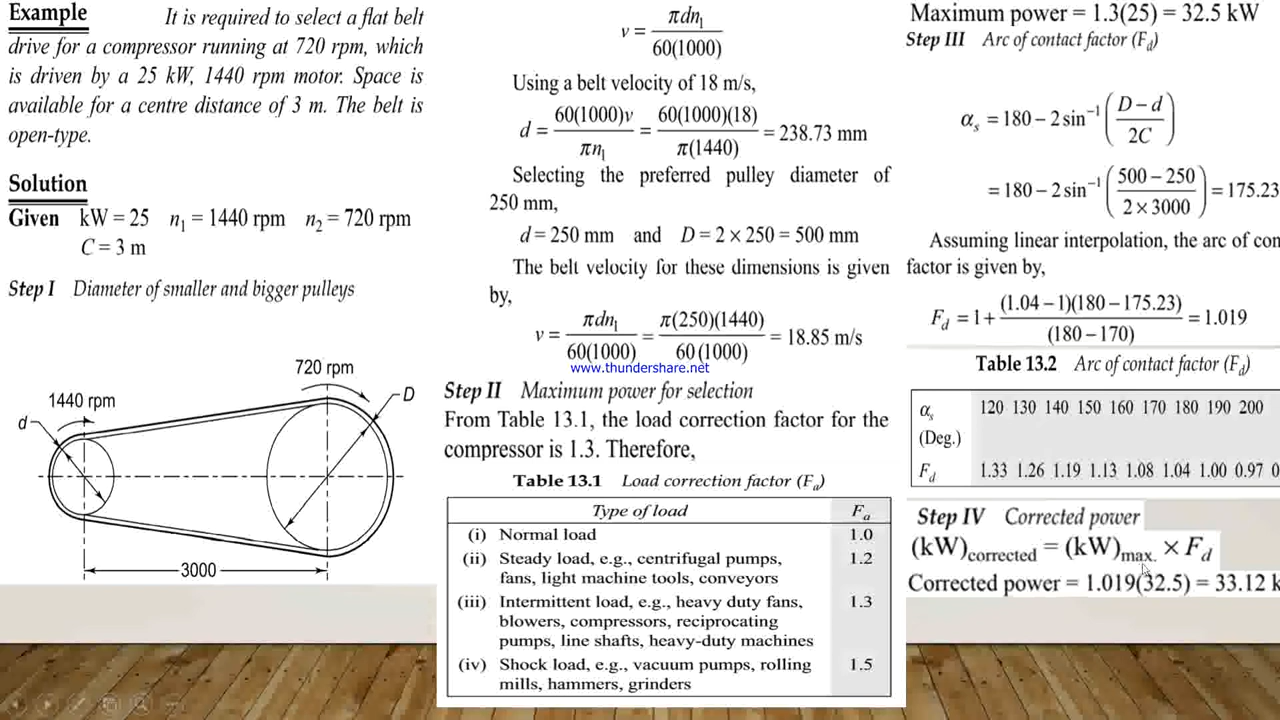 Example It is required to select a flat belt
drive for a compressor running at 720 rpm, which
is driven by a 25 kW, 1440 rpm motor. Space is
available for a centre distance of 3 m. The belt is
open-type.
Solution
Given kW = 25 n₁ = 1440 rpm n₂ = 720 rpm
C = 3 m
Step I Diameter of smaller and bigger pulleys
720 rpm
D
1440 rpm
d
3000
v = πdn₁ / 60(1000)
Using a belt velocity of 18 m/s,
d = 60(1000)v / πn₁ = 60(1000)(18) / π(1440) = 238.73 mm
Selecting the preferred pulley diameter of
250 mm,
d = 250 mm and D = 2 × 250 = 500 mm
The belt velocity for these dimensions is given
by,
v = πdn₁ / 60(1000) = π(250)(1440) / 60(1000) = 18.85 m/s
www.thundershare.net
Step II Maximum power for selection
From Table 13.1, the load correction factor for the
compressor is 1.3. Therefore,
Table 13.1 Load correction factor (Fₐ)
Type of load Fₐ
(i) Normal load 1.0
(ii) Steady load, e.g., centrifugal pumps, 1.2
fans, light machine tools, conveyors
(iii) Intermittent load, e.g., heavy duty fans, 1.3
blowers, compressors, reciprocating
pumps, line shafts, heavy-duty machines
(iv) Shock load, e.g., vacuum pumps, rolling 1.5
mills, hammers, grinders
Maximum power = 1.3(25) = 32.5 kW
Step III Arc of contact factor (F_d)
αₛ = 180 – 2 sin⁻¹ ( D – d / 2C )
= 180 – 2 sin⁻¹ ( 500 – 250 / 2 × 3000 ) = 175.23
Assuming linear interpolation, the arc of con
factor is given by,
F_d = 1 + (1.04 – 1)(180 – 175.23) / (180 – 170) = 1.019
Table 13.2 Arc of contact factor (F_d)
αₛ 120 130 140 150 160 170 180 190 200
(Deg.)
F_d 1.33 1.26 1.19 1.13 1.08 1.04 1.00 0.97 0
Step IV Corrected power
(kW)corrected = (kW)max. × F_d
Corrected power = 1.019(32.5) = 33.12 k